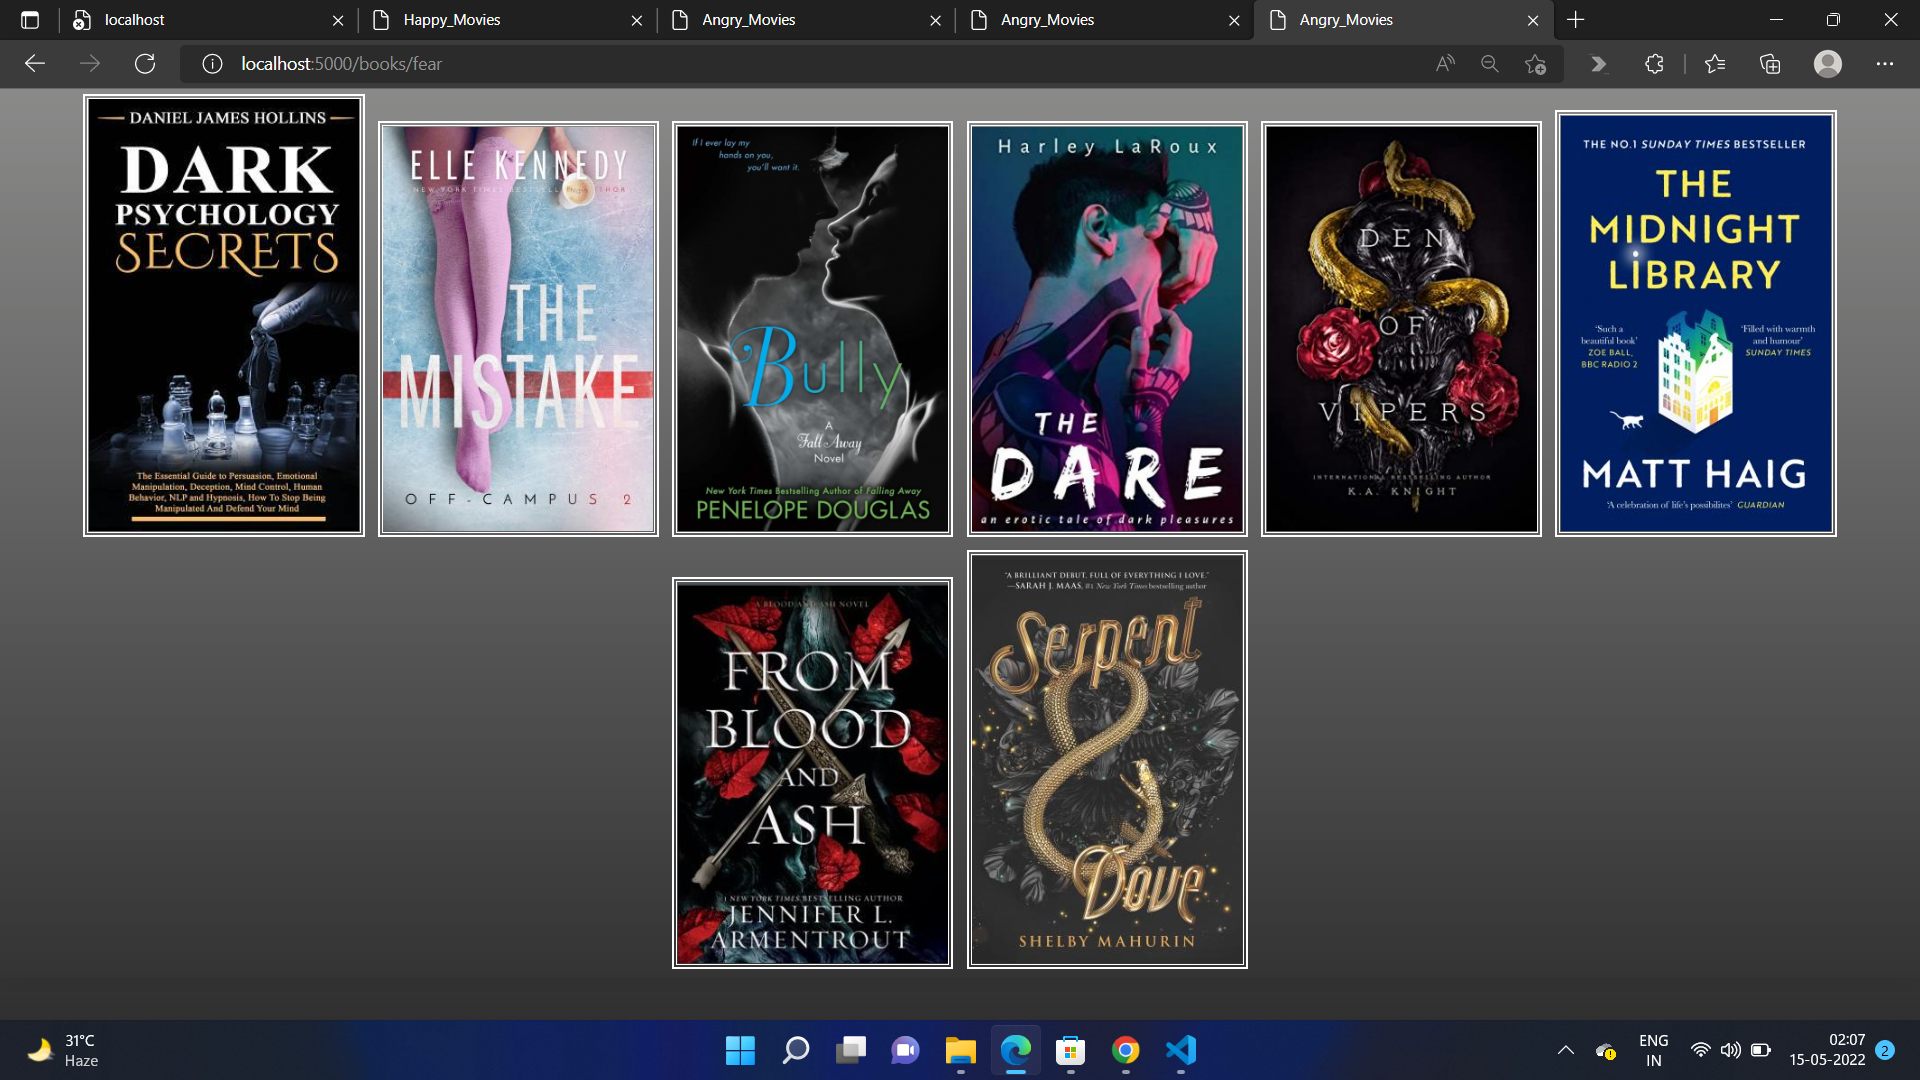 localhost
Happy_Movies
Angry_Movies
Angry_Movies
Angry_Movies
localhost:5000/books/fear
DANIEL JAMES HOLLINS
DARK
PSYCHOLOGY
SECRETS
The Essential Guide to Persuasion, Emotional
Manipulation, Deception, Mind Control, Human
Behavior, NLP and Hypnosis, How To Stop Being
Manipulated And Defend Your Mind
ELLE KENNEDY
NEW YORK TIMES
THE
MISTAKE
OFF-CAMPUS 2
If I ever lay my
hands on you,
you'll want it.
Bully
A
Fall Away
Novel
New York Times Bestselling Author of Falling Away
PENELOPE DOUGLAS
Harley LaRoux
THE
DARE
an erotic tale of dark pleasures
DEN
OF
VIPERS
INTERNATIONAL BESTSELLING AUTHOR
K.A. KNIGHT
THE NO.1 SUNDAY TIMES BESTSELLER
THE
MIDNIGHT
LIBRARY
'Such a
beautiful book'
ZOE BALL,
BBC RADIO 2
'Filled with warmth
and humour'
SUNDAY TIMES
MATT HAIG
'A celebration of life's possibilites' GUARDIAN
A BLOOD AND ASH NOVEL
FROM
BLOOD
AND
ASH
1 NEW YORK TIMES BESTSELLING AUTHOR
JENNIFER L.
ARMENTROUT
"A BRILLIANT DEBUT, FULL OF EVERYTHING I LOVE."
—SARAH J. MAAS, #1 New York Times bestselling author
Serpent
&
Dove
SHELBY MAHURIN
31°C
Haze
ENG
IN
02:07
15-05-2022
2